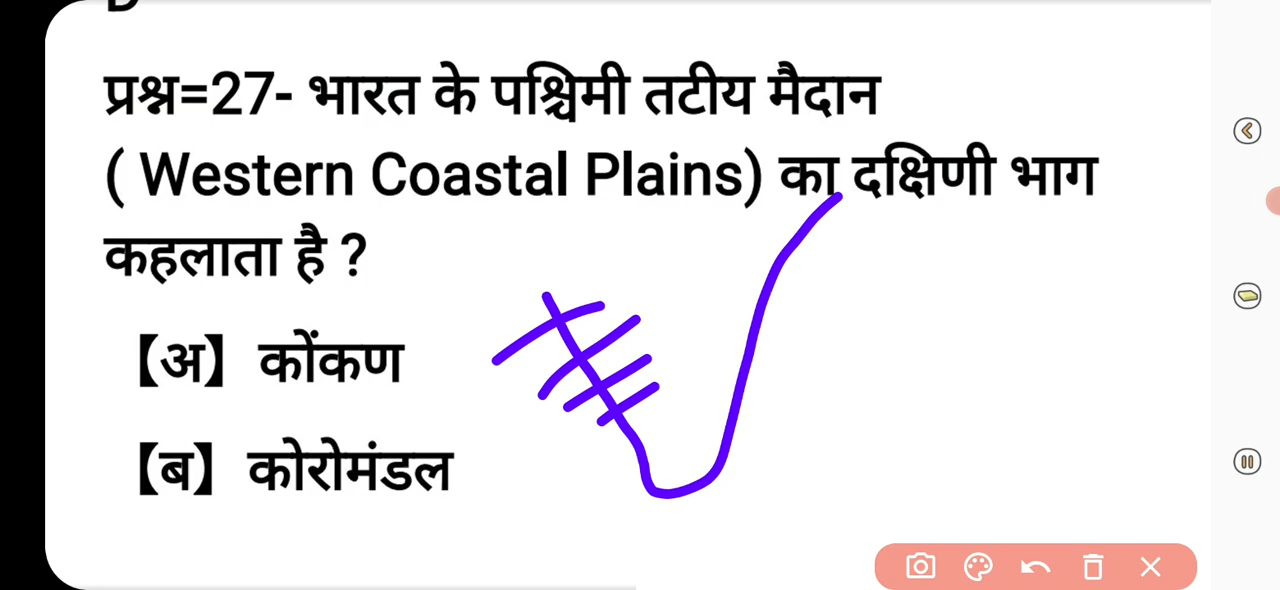 प्रश्न=27- भारत के पश्चिमी तटीय मैदान
( Western Coastal Plains) का दक्षिणी भाग
कहलाता है ?
【अ】 कोंकण
【ब】 कोरोमंडल